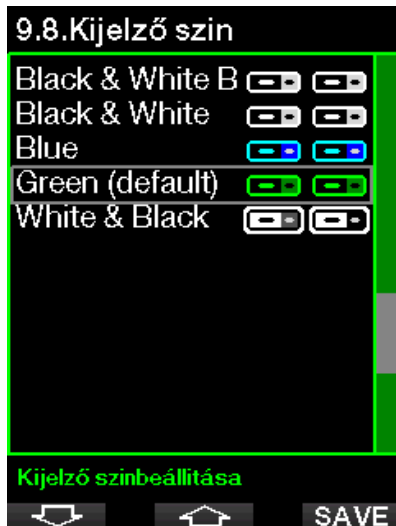 9.8.Kijelző szin
Black & White B
Black & White
Blue
Green (default)
White & Black
Kijelző szinbeállitása
SAVE